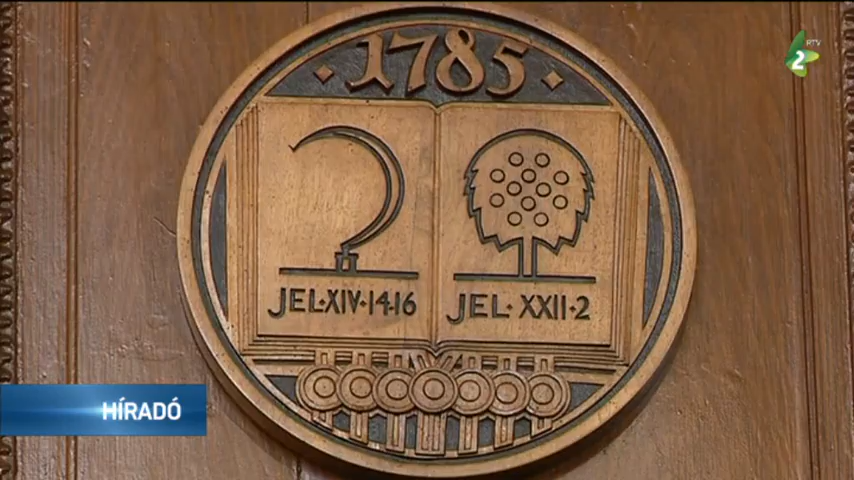 1785
JEL·XIV·14·16
JEL·XXII·2
HÍRADÓ
RTV
2